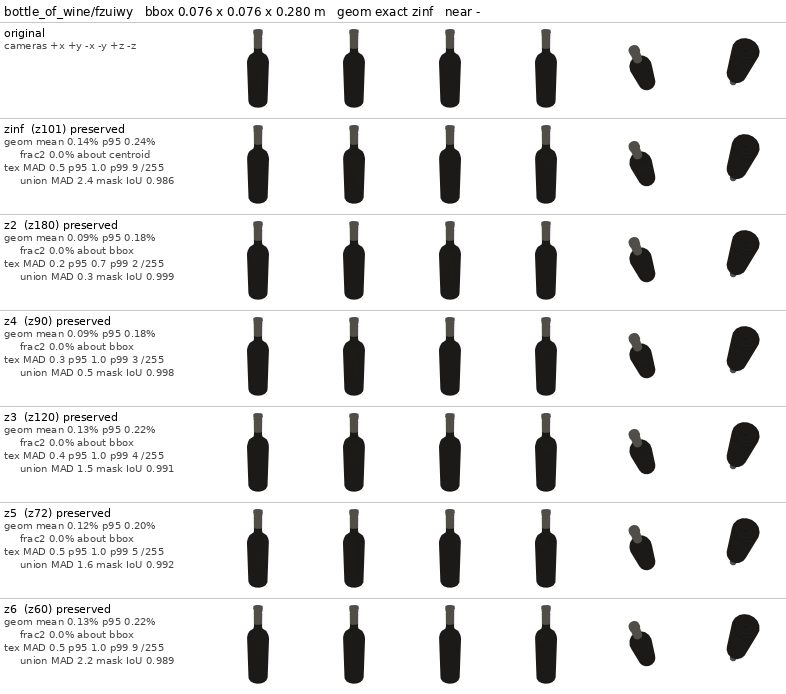 bottle_of_wine/fzuiwy   bbox 0.076 x 0.076 x 0.280 m   geom exact zinf   near -
original
cameras +x +y -x -y +z -z
zinf  (z101) preserved
geom mean 0.14% p95 0.24%
frac2 0.0% about centroid
tex MAD 0.5 p95 1.0 p99 9 /255
union MAD 2.4 mask IoU 0.986
z2  (z180) preserved
geom mean 0.09% p95 0.18%
frac2 0.0% about bbox
tex MAD 0.2 p95 0.7 p99 2 /255
union MAD 0.3 mask IoU 0.999
z4  (z90) preserved
geom mean 0.09% p95 0.18%
frac2 0.0% about bbox
tex MAD 0.3 p95 1.0 p99 3 /255
union MAD 0.5 mask IoU 0.998
z3  (z120) preserved
geom mean 0.13% p95 0.22%
frac2 0.0% about bbox
tex MAD 0.4 p95 1.0 p99 4 /255
union MAD 1.5 mask IoU 0.991
z5  (z72) preserved
geom mean 0.12% p95 0.20%
frac2 0.0% about bbox
tex MAD 0.5 p95 1.0 p99 5 /255
union MAD 1.6 mask IoU 0.992
z6  (z60) preserved
geom mean 0.13% p95 0.22%
frac2 0.0% about bbox
tex MAD 0.5 p95 1.0 p99 9 /255
union MAD 2.2 mask IoU 0.989